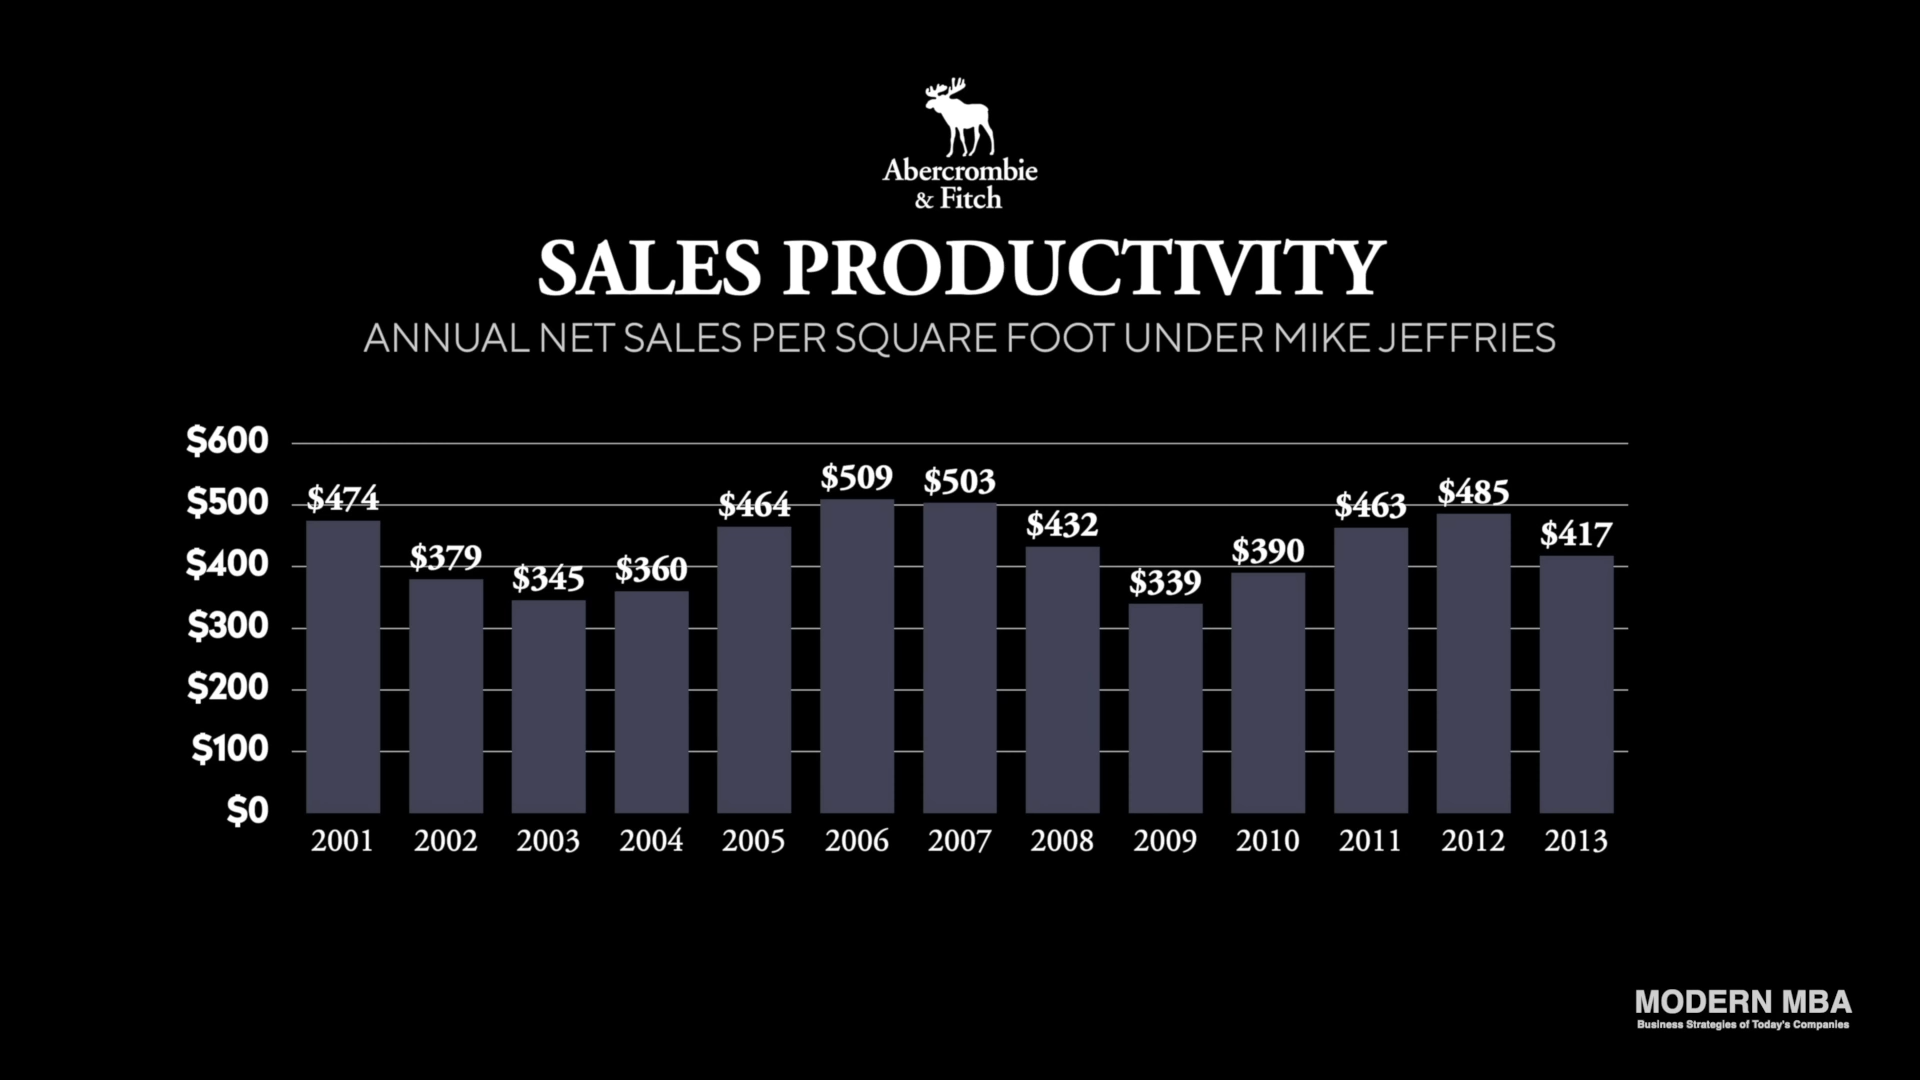 Abercrombie
& Fitch
SALES PRODUCTIVITY
ANNUAL NET SALES PER SQUARE FOOT UNDER MIKE JEFFRIES
$600
$500
$400
$300
$200
$100
$0
$474
$379
$345
$360
$464
$509
$503
$432
$339
$390
$463
$485
$417
2001 2002 2003 2004 2005 2006 2007 2008 2009 2010 2011 2012 2013
MODERN MBA
Business Strategies of Today's Companies